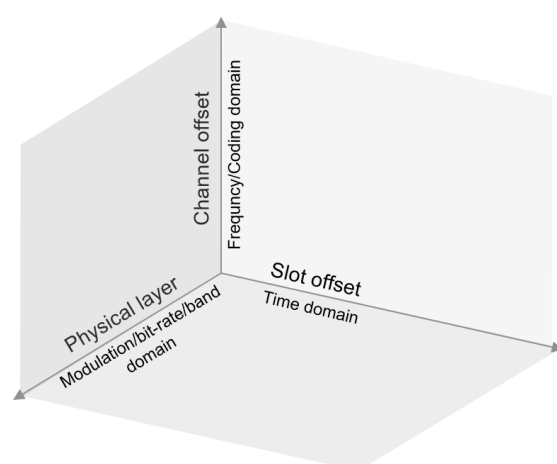 Channel offset
Frequncy/Coding domain
Slot offset
Time domain
Physical layer
Modulation/bit-rate/band
domain